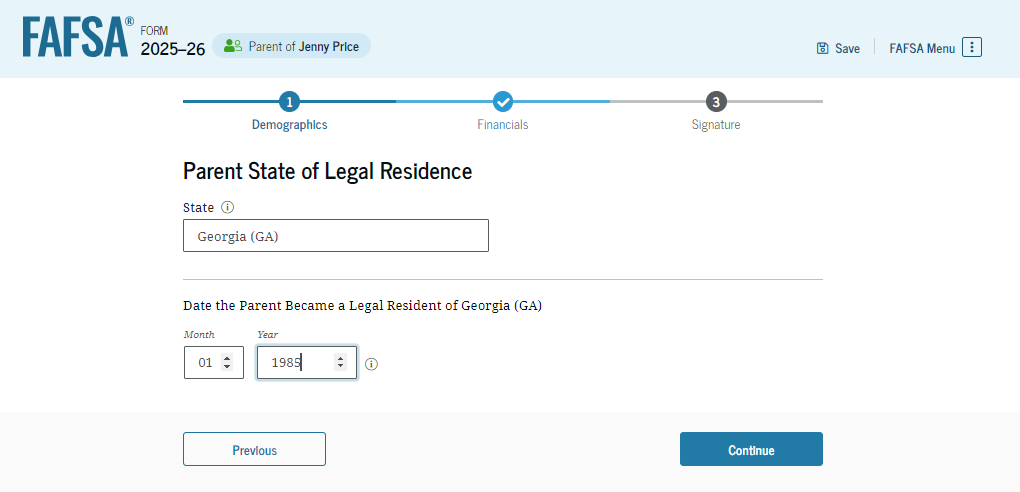 FAFSA® FORM 2025–26
Parent of Jenny Price
Save
FAFSA Menu
1
3
Demographics
Financials
Signature
Parent State of Legal Residence
State
Georgia (GA)
Date the Parent Became a Legal Resident of Georgia (GA)
Month
Year
01
1985
Previous
Continue